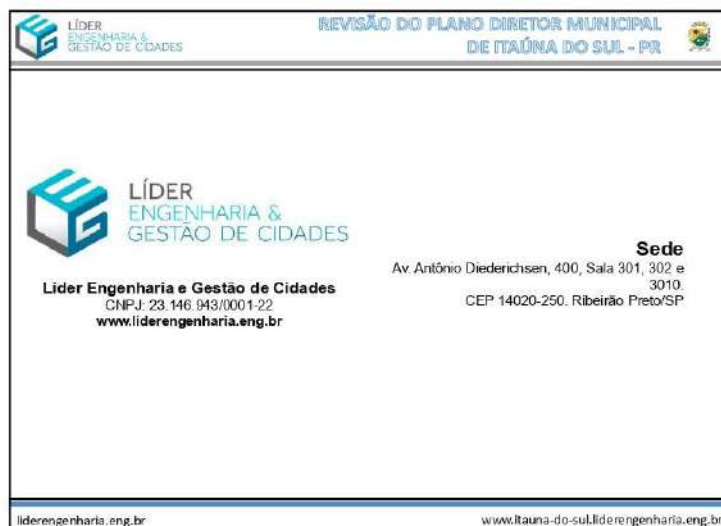 LÍDER
ENGENHARIA &
GESTÃO DE CIDADES
REVISÃO DO PLANO DIRETOR MUNICIPAL
DE ITAÚNA DO SUL - PR
LÍDER
ENGENHARIA &
GESTÃO DE CIDADES
Líder Engenharia e Gestão de Cidades
CNPJ: 23.146.943/0001-22
www.liderengenharia.eng.br
Sede
Av. Antônio Diederichsen, 400, Sala 301, 302 e
3010.
CEP 14020-250. Ribeirão Preto/SP
liderengenharia.eng.br
www.itauna-do-sul.liderengenharia.eng.br